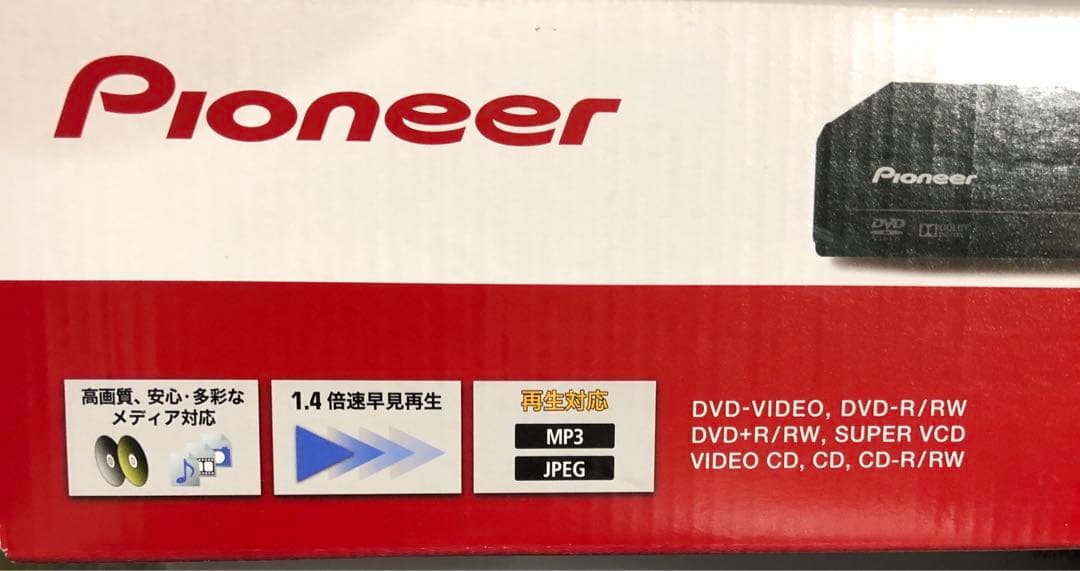 Pioneer
Pioneer
DVD
VIDEO
DOLBY
高画質、安心・多彩な
メディア対応
1.4 倍速早見再生
再生対応
MP3
JPEG
DVD-VIDEO, DVD-R/RW
DVD+R/RW, SUPER VCD
VIDEO CD, CD, CD-R/RW